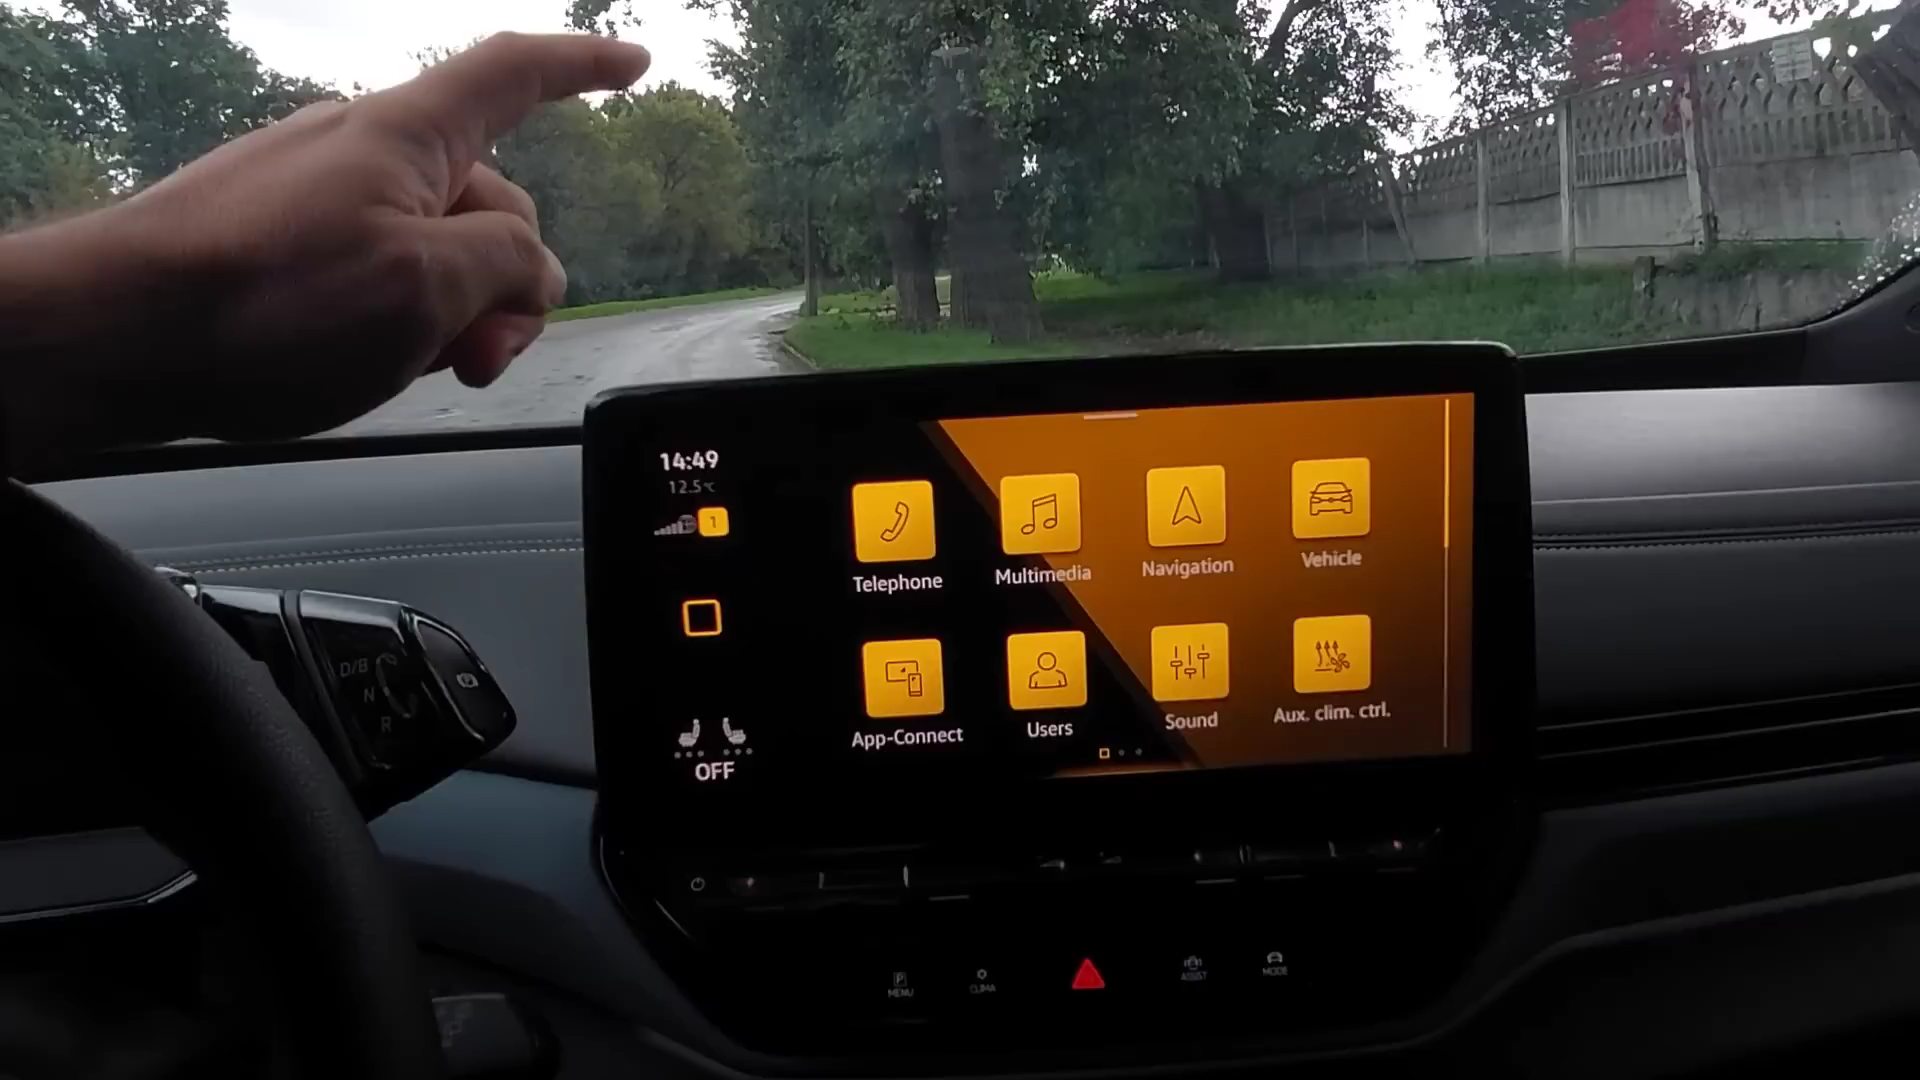 14:49
12.5°C
1
Telephone
Multimedia
Navigation
Vehicle
App-Connect
Users
Sound
Aux. clim. ctrl.
OFF
D/B
N
R
P
MENU
CLIMA
ASSIST
MODE